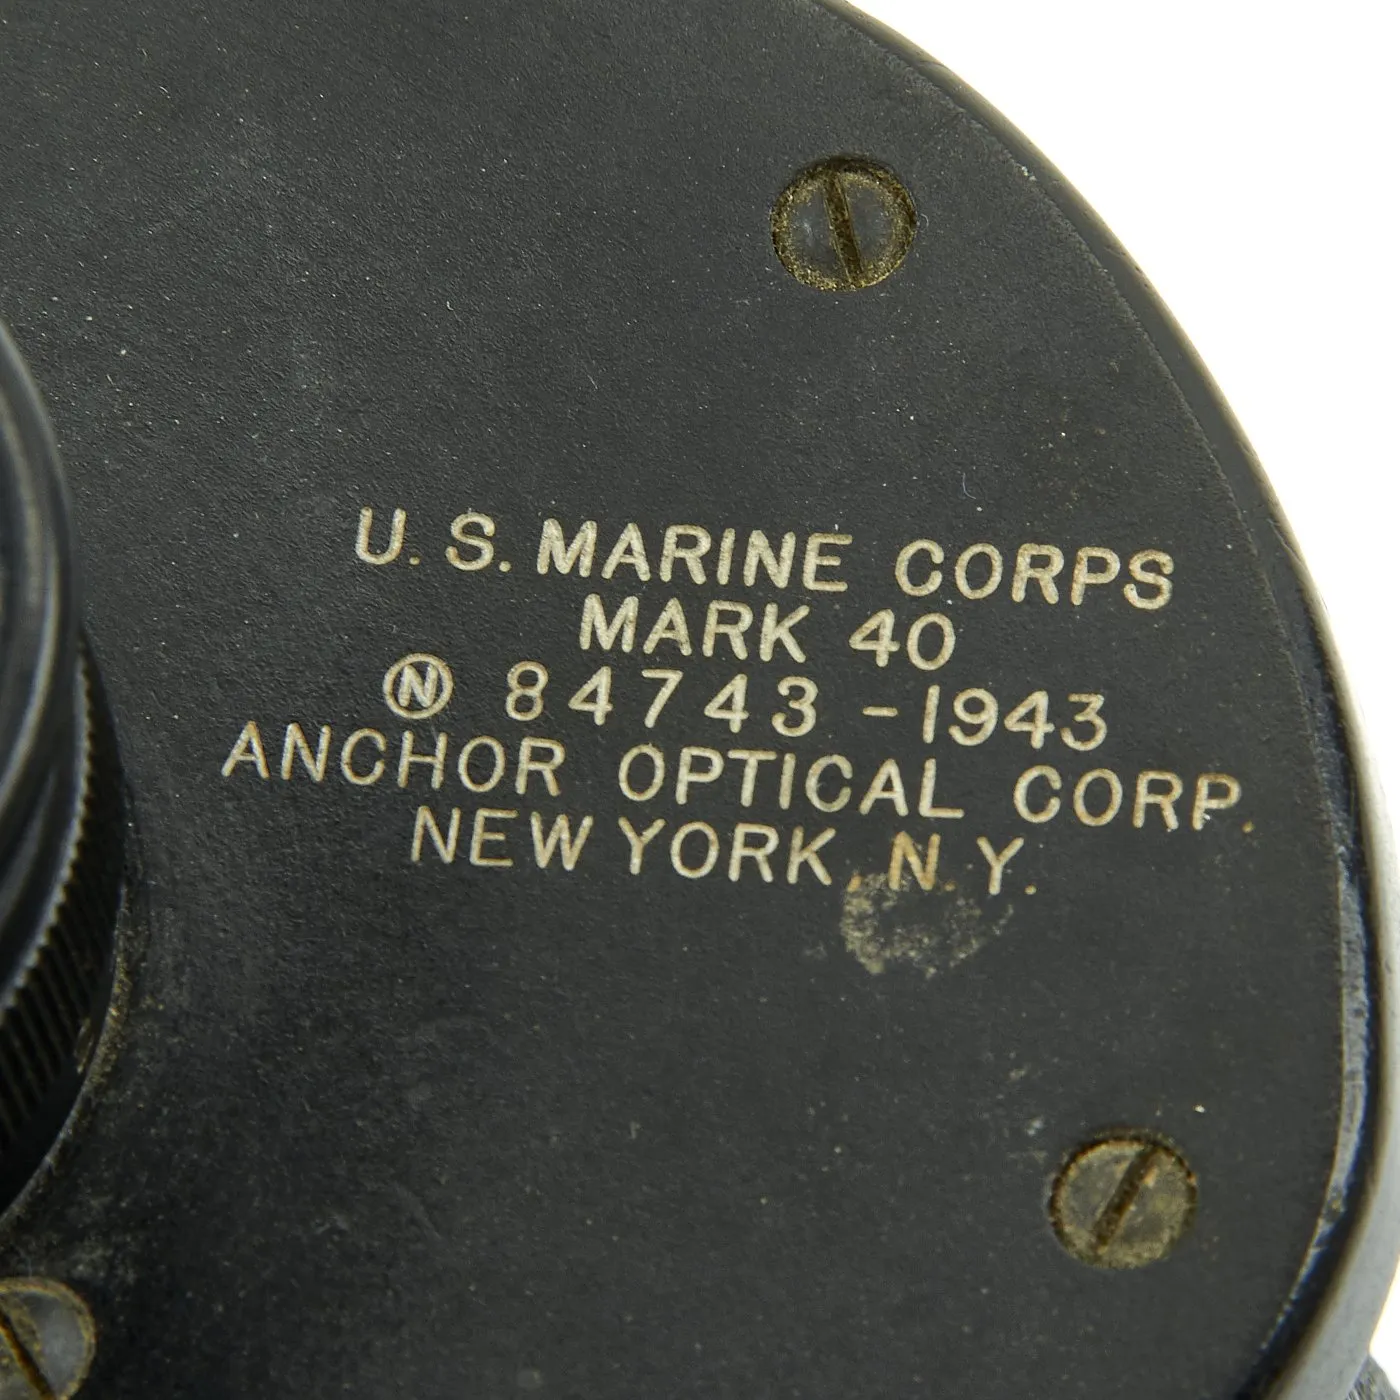 U. S. MARINE CORPS
MARK 40
Ⓝ 84743 - 1943
ANCHOR OPTICAL CORP.
NEW YORK, N. Y.